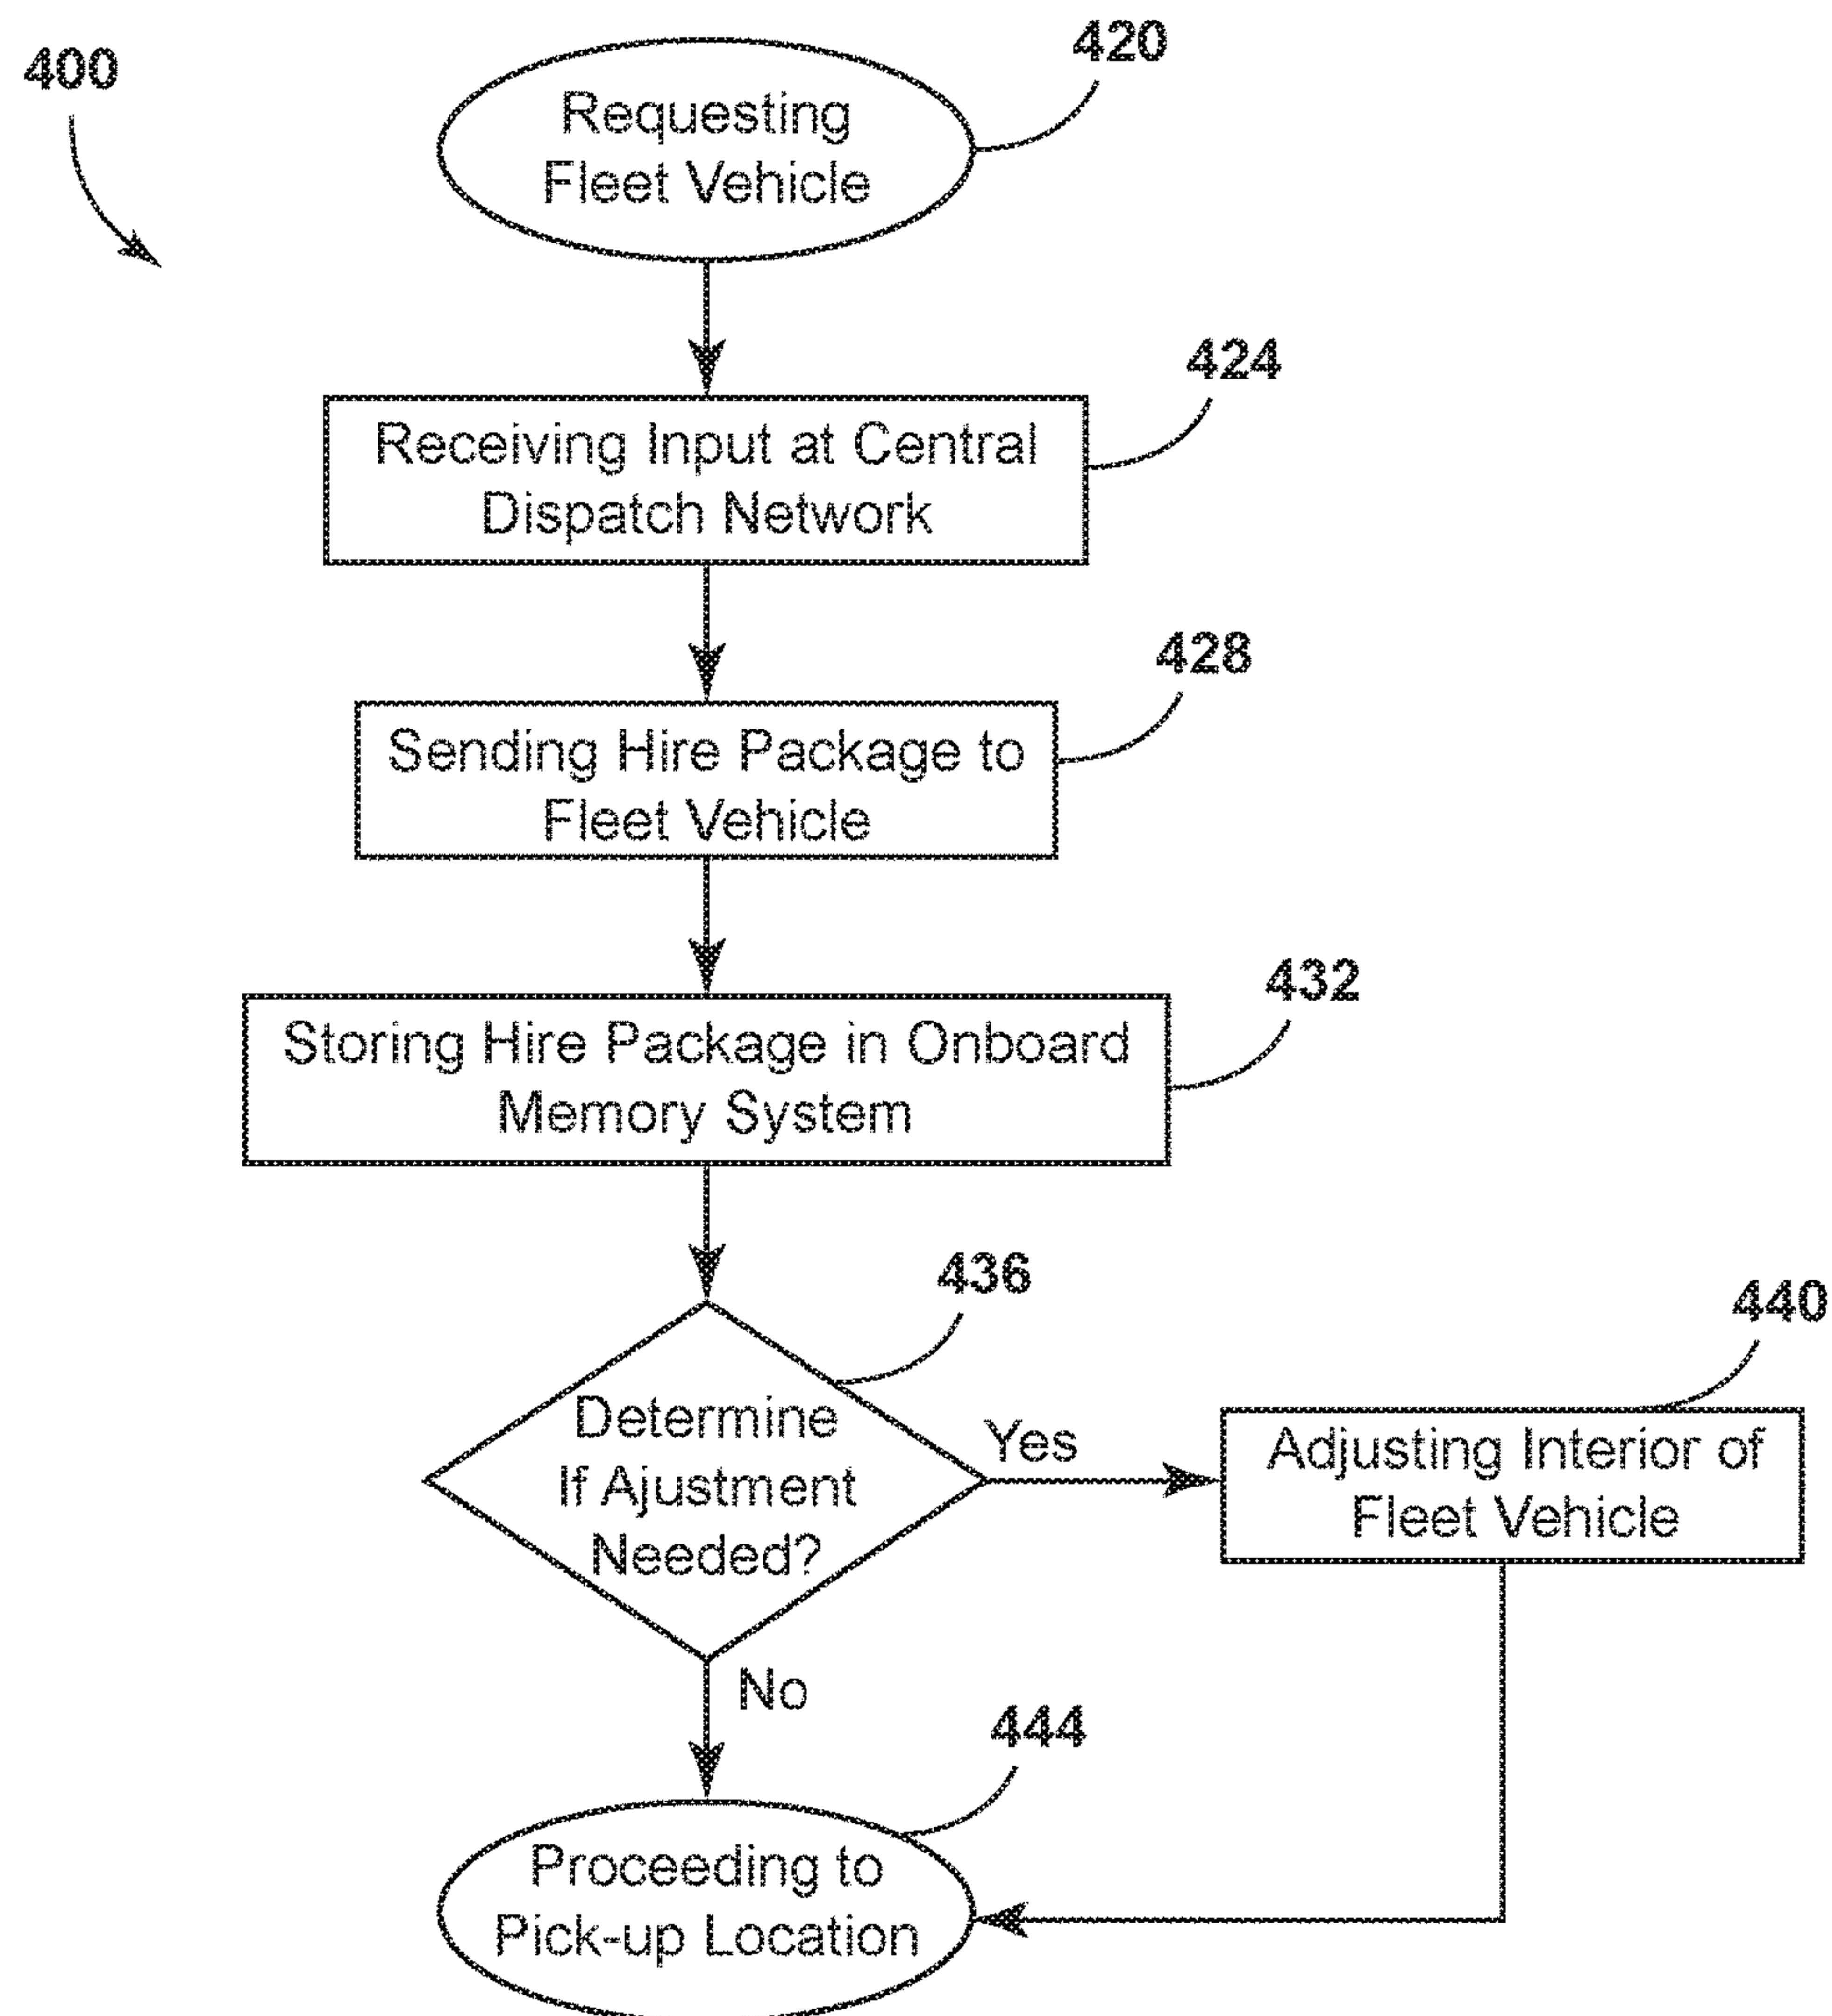 400
420
Requesting
Fleet Vehicle
424
Receiving Input at Central
Dispatch Network
428
Sending Hire Package to
Fleet Vehicle
432
Storing Hire Package in Onboard
Memory System
436
Determine
If Ajustment
Needed?
Yes
440
Adjusting Interior of
Fleet Vehicle
No
444
Proceeding to
Pick-up Location